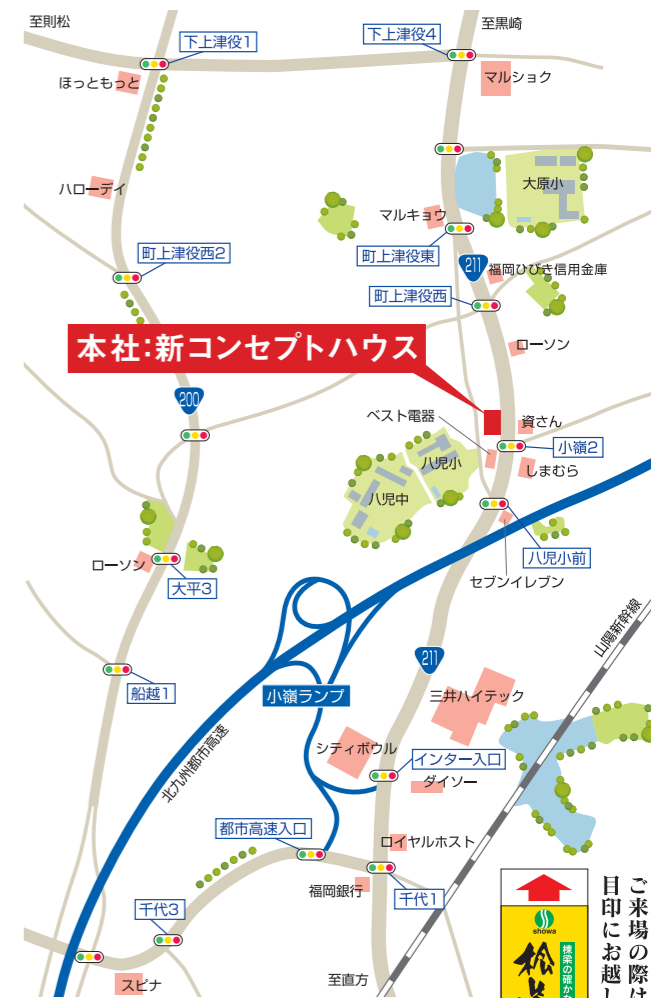 至則松
至黒崎
下上津役1
下上津役4
ほっともっと
マルショク
大原小
ハローデイ
マルキョウ
町上津役東
町上津役西2
211
福岡ひびき信用金庫
町上津役西
本社:新コンセプトハウス
ローソン
200
ベスト電器
資さん
小嶺2
八児小
しまむら
八児中
八児小前
ローソン
セブンイレブン
大平3
山陽新幹線
211
船越1
小嶺ランプ
三井ハイテック
北九州都市高速
シティボウル
インター入口
ダイソー
都市高速入口
ロイヤルホスト
福岡銀行
千代1
千代3
スピナ
至直方
showa
棟梁の確か
ご来場の際は
目印にお越し